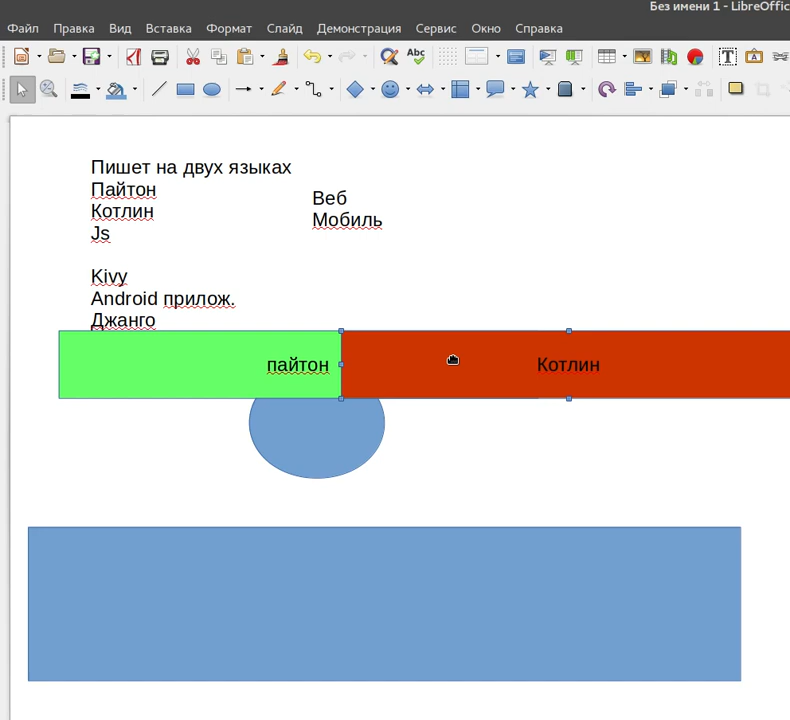 Без имени 1 - LibreOffic
Файл Правка Вид Вставка Формат Слайд Демонстрация Сервис Окно Справка
Abc
T A
Пишет на двух языках
Пайтон
Котлин
Js
Веб
Мобиль
Kivy
Android прилож.
Джанго
пайтон Котлин